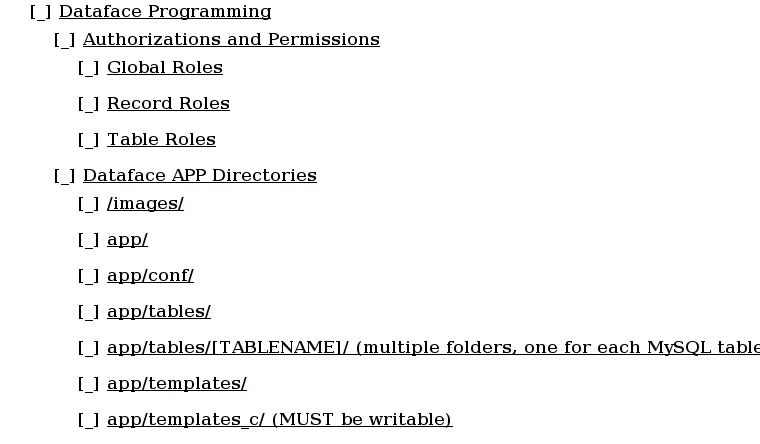 [_] Dataface Programming
[_] Authorizations and Permissions
[_] Global Roles
[_] Record Roles
[_] Table Roles
[_] Dataface APP Directories
[_] /images/
[_] app/
[_] app/conf/
[_] app/tables/
[_] app/tables/[TABLENAME]/ (multiple folders, one for each MySQL table
[_] app/templates/
[_] app/templates_c/ (MUST be writable)